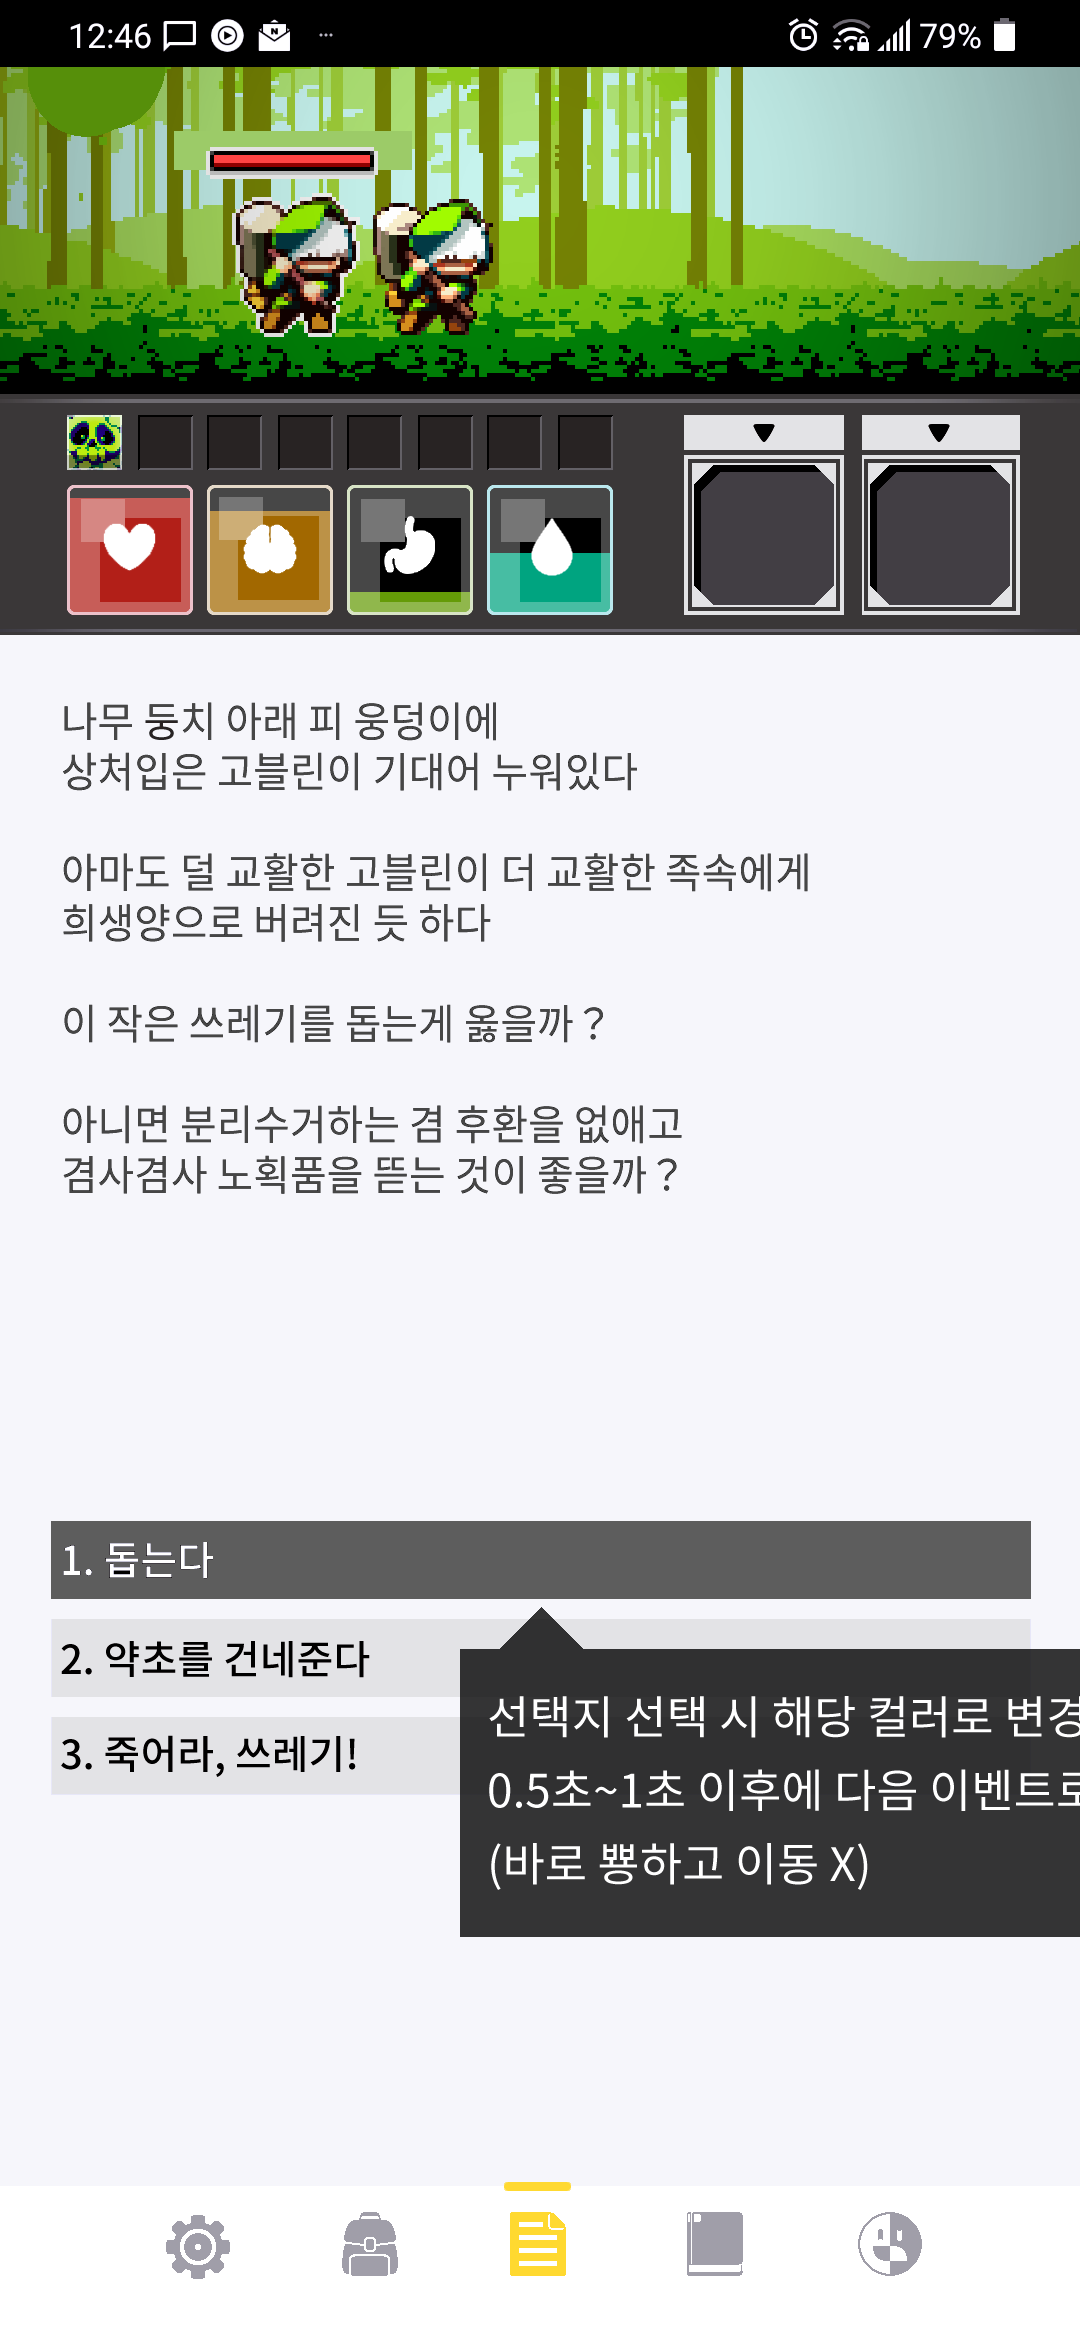 12:46
79%
나무 둥치 아래 피 웅덩이에
상처입은 고블린이 기대어 누워있다
아마도 덜 교활한 고블린이 더 교활한 족속에게
희생양으로 버려진 듯 하다
이 작은 쓰레기를 돕는게 옳을까?
아니면 분리수거하는 겸 후환을 없애고
겸사겸사 노획품을 뜯는 것이 좋을까?
1. 돕는다
2. 약초를 건네준다
3. 죽어라, 쓰레기!
선택지 선택 시 해당 컬러로 변경
0.5초~1초 이후에 다음 이벤트로
(바로 뿅하고 이동 X)